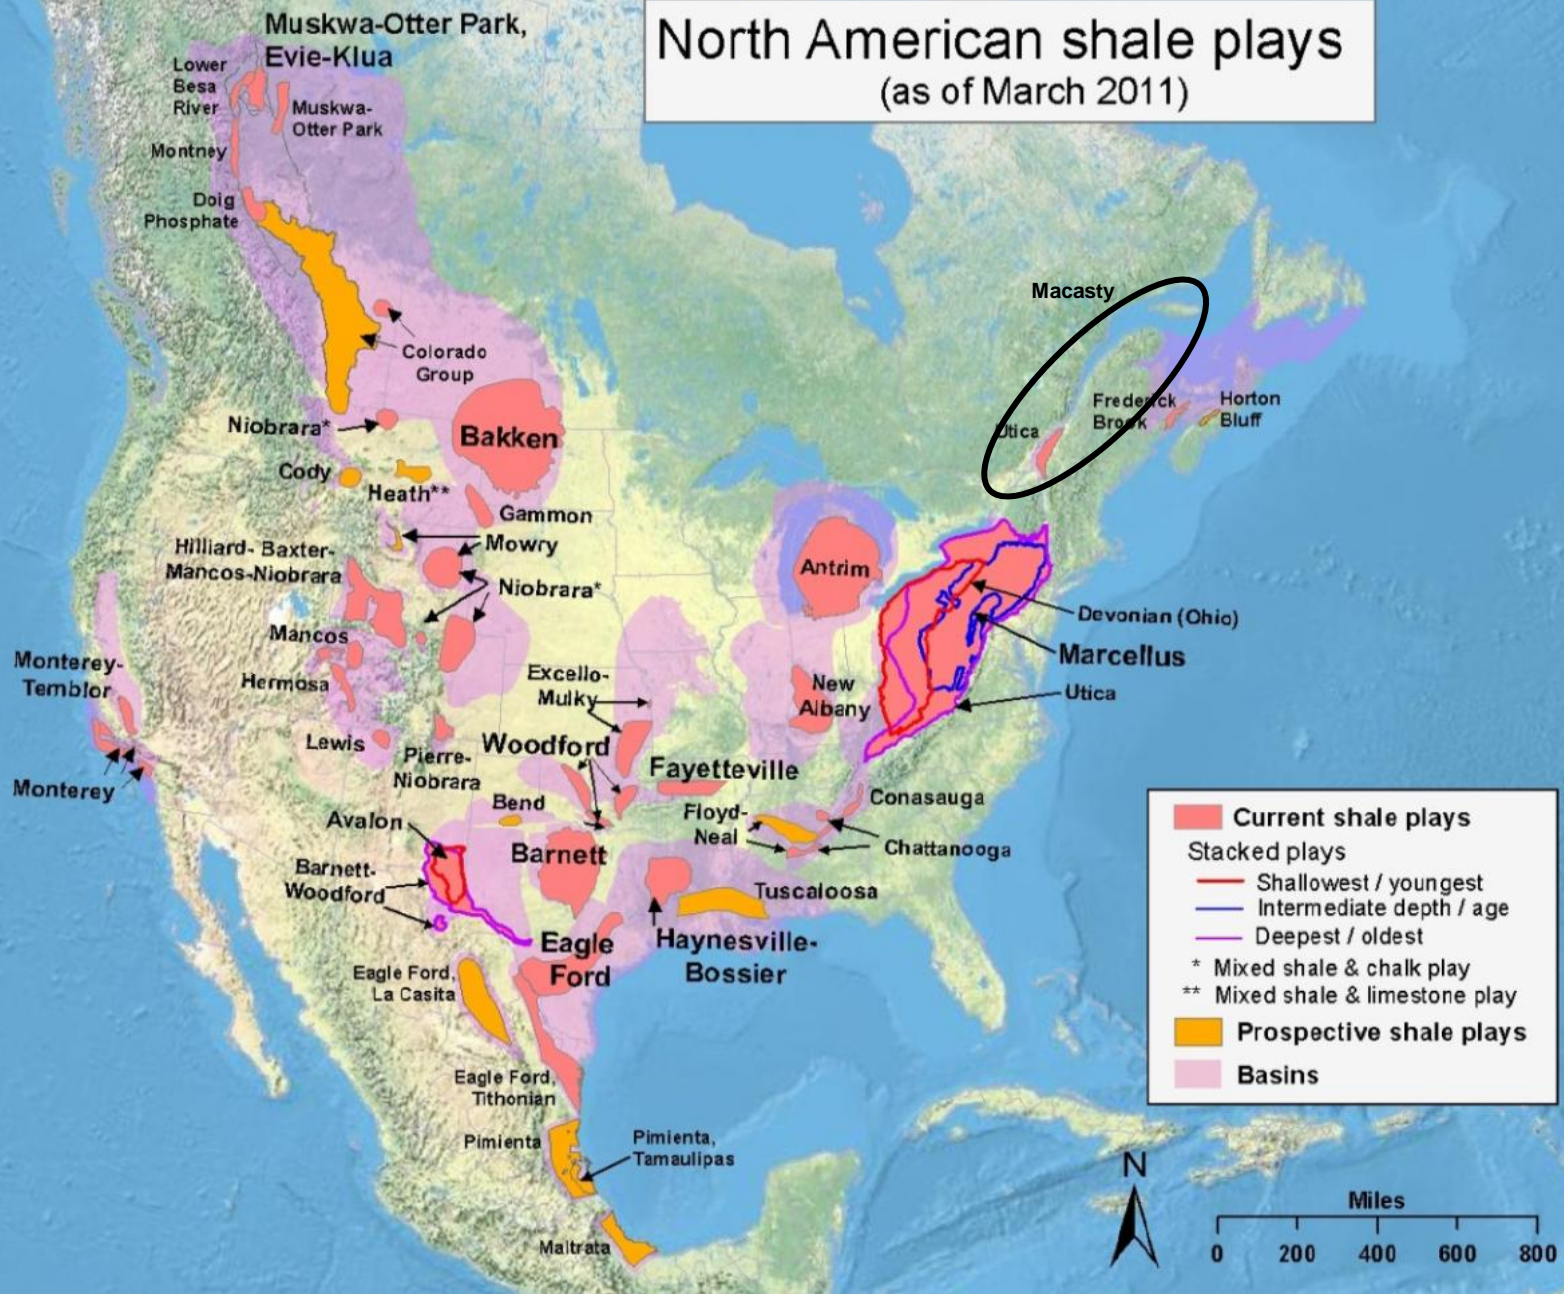 North American shale plays
(as of March 2011)
Muskwa-Otter Park,
Evie-Klua
Lower
Besa
River
Muskwa-
Otter Park
Montney
Doig
Phosphate
Colorado
Group
Niobrara*
Bakken
Cody
Heath**
Gammon
Mowry
Hilliard- Baxter-
Mancos-Niobrara
Niobrara*
Mancos
Hermosa
Monterey-
Temblor
Lewis
Pierre-
Niobrara
Monterey
Excello-
Mulky
Woodford
Fayetteville
Bend
Avalon
Barnett
Barnett-
Woodford
Floyd-
Neal
Conasauga
Chattanooga
Tuscaloosa
Haynesville-
Bossier
Eagle
Ford
Eagle Ford,
La Casita
Eagle Ford,
Tithonian
Pimienta
Pimienta,
Tamaulipas
Maltrata
Antrim
New
Albany
Devonian (Ohio)
Marcellus
Utica
Macasty
Utica
Frederick
Brook
Horton
Bluff
Current shale plays
Stacked plays
Shallowest / youngest
Intermediate depth / age
Deepest / oldest
* Mixed shale & chalk play
** Mixed shale & limestone play
Prospective shale plays
Basins
N
Miles
0 200 400 600 800